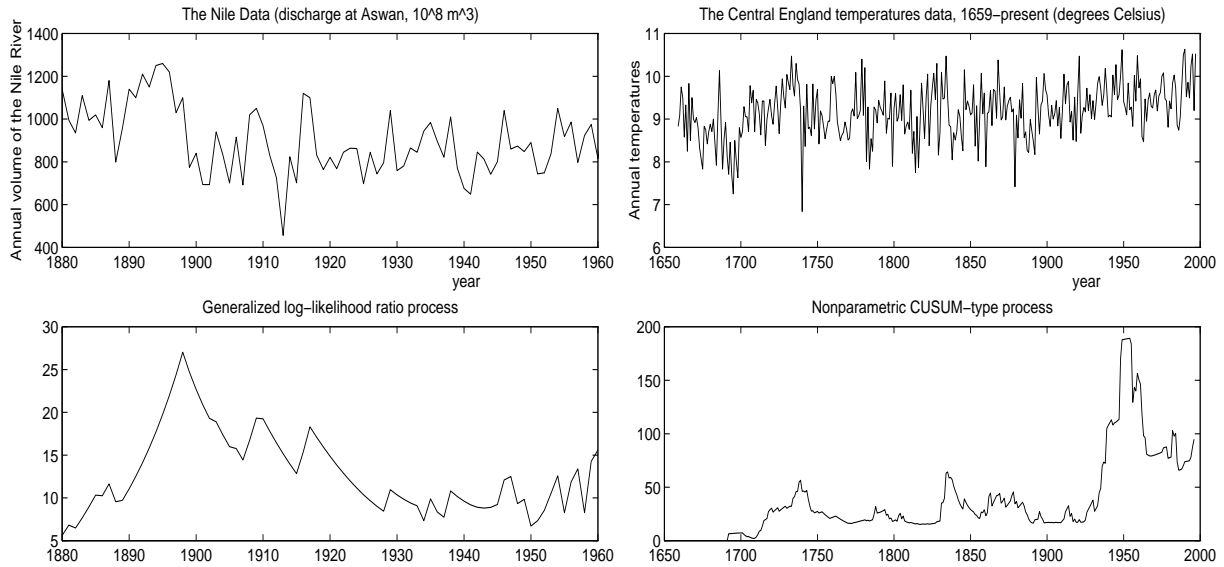 The Nile Data (discharge at Aswan, 10^8 m^3)
Annual volume of the Nile River
1400
1200
1000
800
600
400
1880 1890 1900 1910 1920 1930 1940 1950 1960
year
The Central England temperatures data, 1659−present (degrees Celsius)
Annual temperatures
11
10
9
8
7
6
1650 1700 1750 1800 1850 1900 1950 2000
year
Generalized log−likelihood ratio process
30
25
20
15
10
5
1880 1890 1900 1910 1920 1930 1940 1950 1960
Nonparametric CUSUM−type process
200
150
100
50
0
1650 1700 1750 1800 1850 1900 1950 2000